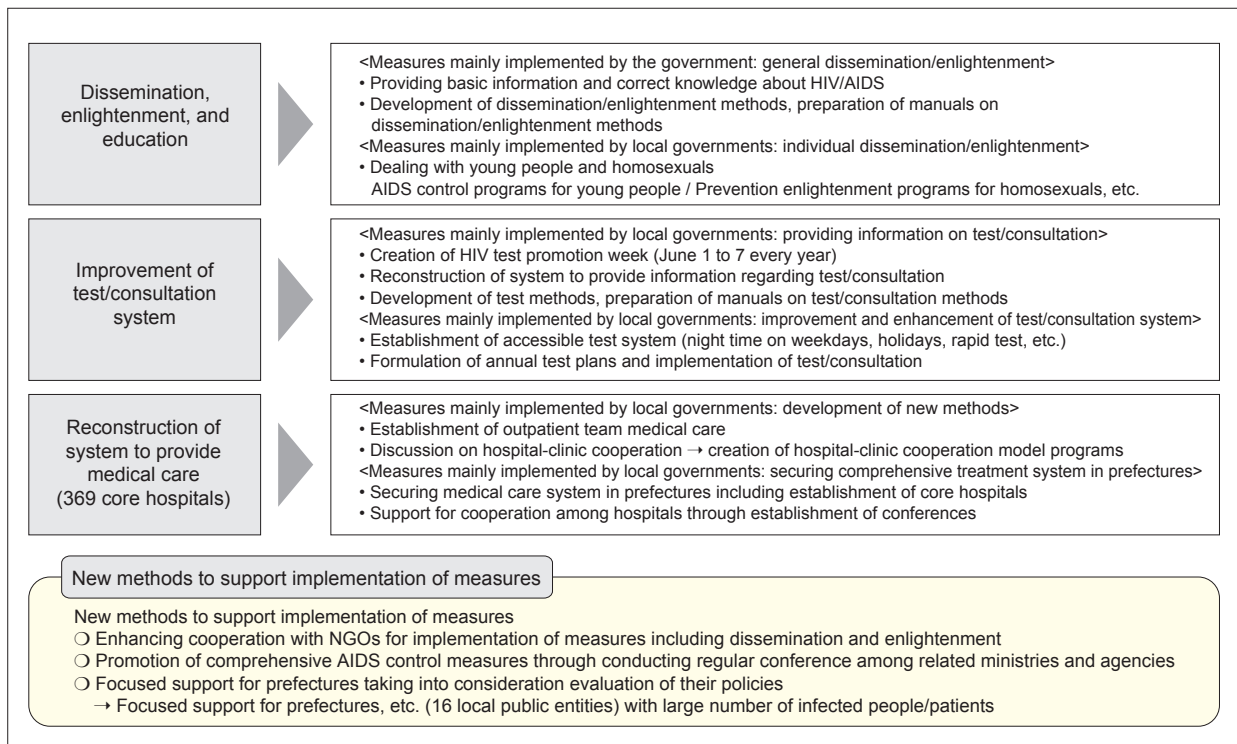 Dissemination,
enlightenment, and
education
<Measures mainly implemented by the government: general dissemination/enlightenment>
• Providing basic information and correct knowledge about HIV/AIDS
• Development of dissemination/enlightenment methods, preparation of manuals on
dissemination/enlightenment methods
<Measures mainly implemented by local governments: individual dissemination/enlightenment>
• Dealing with young people and homosexuals
AIDS control programs for young people / Prevention enlightenment programs for homosexuals, etc.
Improvement of
test/consultation
system
<Measures mainly implemented by local governments: providing information on test/consultation>
• Creation of HIV test promotion week (June 1 to 7 every year)
• Reconstruction of system to provide information regarding test/consultation
• Development of test methods, preparation of manuals on test/consultation methods
<Measures mainly implemented by local governments: improvement and enhancement of test/consultation system>
• Establishment of accessible test system (night time on weekdays, holidays, rapid test, etc.)
• Formulation of annual test plans and implementation of test/consultation
Reconstruction of
system to provide
medical care
(369 core hospitals)
<Measures mainly implemented by local governments: development of new methods>
• Establishment of outpatient team medical care
• Discussion on hospital-clinic cooperation → creation of hospital-clinic cooperation model programs
<Measures mainly implemented by local governments: securing comprehensive treatment system in prefectures>
• Securing medical care system in prefectures including establishment of core hospitals
• Support for cooperation among hospitals through establishment of conferences
New methods to support implementation of measures
New methods to support implementation of measures
❍ Enhancing cooperation with NGOs for implementation of measures including dissemination and enlightenment
❍ Promotion of comprehensive AIDS control measures through conducting regular conference among related ministries and agencies
❍ Focused support for prefectures taking into consideration evaluation of their policies
→ Focused support for prefectures, etc. (16 local public entities) with large number of infected people/patients